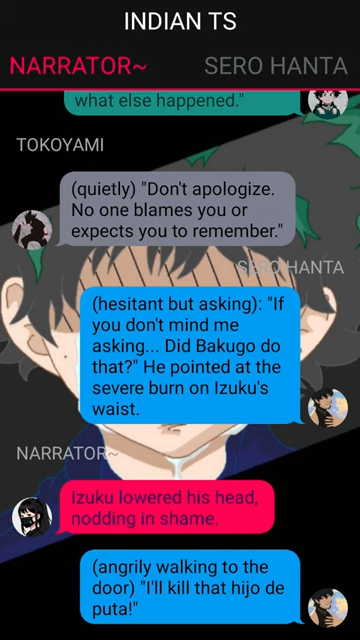 INDIAN TS
NARRATOR~ SERO HANTA
what else happened."
TOKOYAMI
(quietly) "Don't apologize.
No one blames you or
expects you to remember."
SERO HANTA
(hesitant but asking): "If
you don't mind me
asking... Did Bakugo do
that?" He pointed at the
severe burn on Izuku's
waist.
NARRATOR~
Izuku lowered his head,
nodding in shame.
(angrily walking to the
door) "I'll kill that hijo de
puta!"